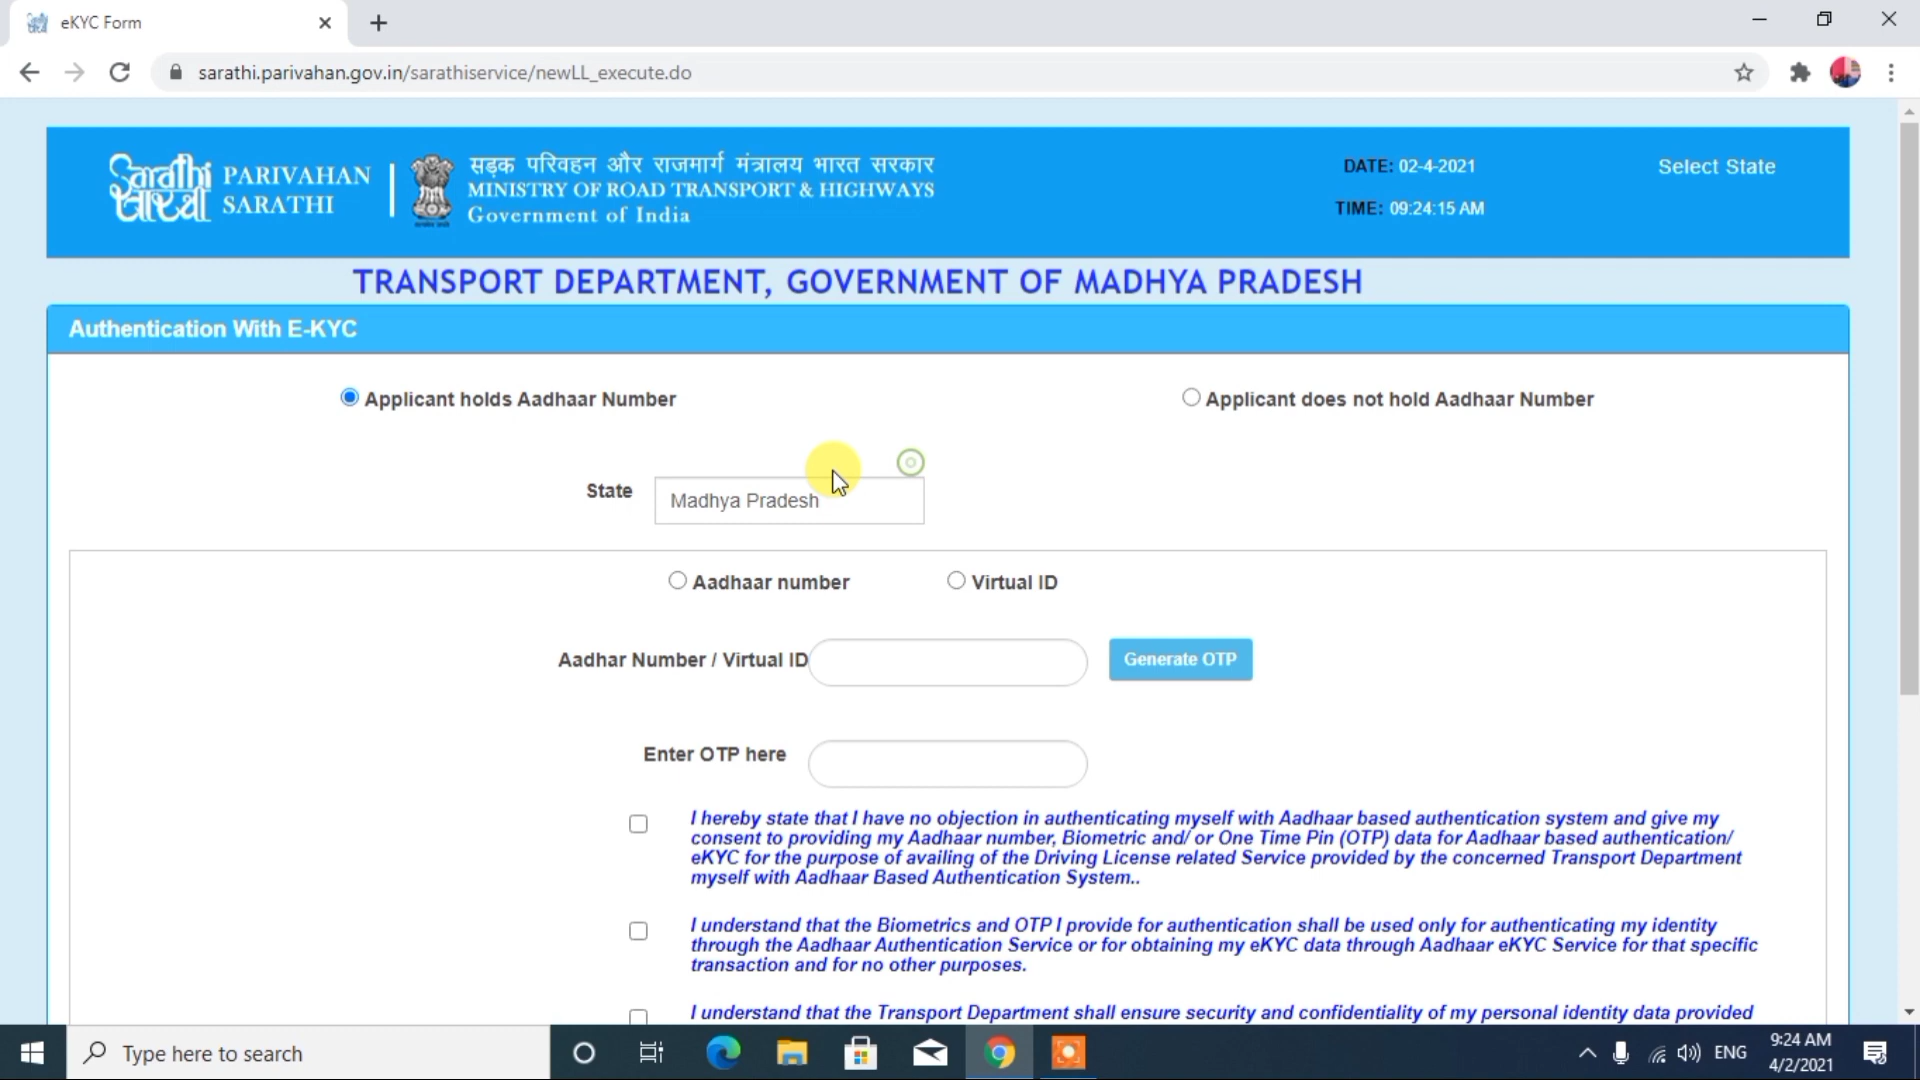 eKYC Form
sarathi.parivahan.gov.in/sarathiservice/newLL_execute.do
Sarathi
सारथी
PARIVAHAN
SARATHI
सड़क परिवहन और राजमार्ग मंत्रालय भारत सरकार
MINISTRY OF ROAD TRANSPORT & HIGHWAYS
Government of India
DATE: 02-4-2021
TIME: 09:24:15 AM
Select State
TRANSPORT DEPARTMENT, GOVERNMENT OF MADHYA PRADESH
Authentication With E-KYC
Applicant holds Aadhaar Number
Applicant does not hold Aadhaar Number
State
Madhya Pradesh
Aadhaar number
Virtual ID
Aadhar Number / Virtual ID
Generate OTP
Enter OTP here
I hereby state that I have no objection in authenticating myself with Aadhaar based authentication system and give my
consent to providing my Aadhaar number, Biometric and/ or One Time Pin (OTP) data for Aadhaar based authentication/
eKYC for the purpose of availing of the Driving License related Service provided by the concerned Transport Department
myself with Aadhaar Based Authentication System..
I understand that the Biometrics and OTP I provide for authentication shall be used only for authenticating my identity
through the Aadhaar Authentication Service or for obtaining my eKYC data through Aadhaar eKYC Service for that specific
transaction and for no other purposes.
I understand that the Transport Department shall ensure security and confidentiality of my personal identity data provided
Type here to search
ENG
9:24 AM
4/2/2021